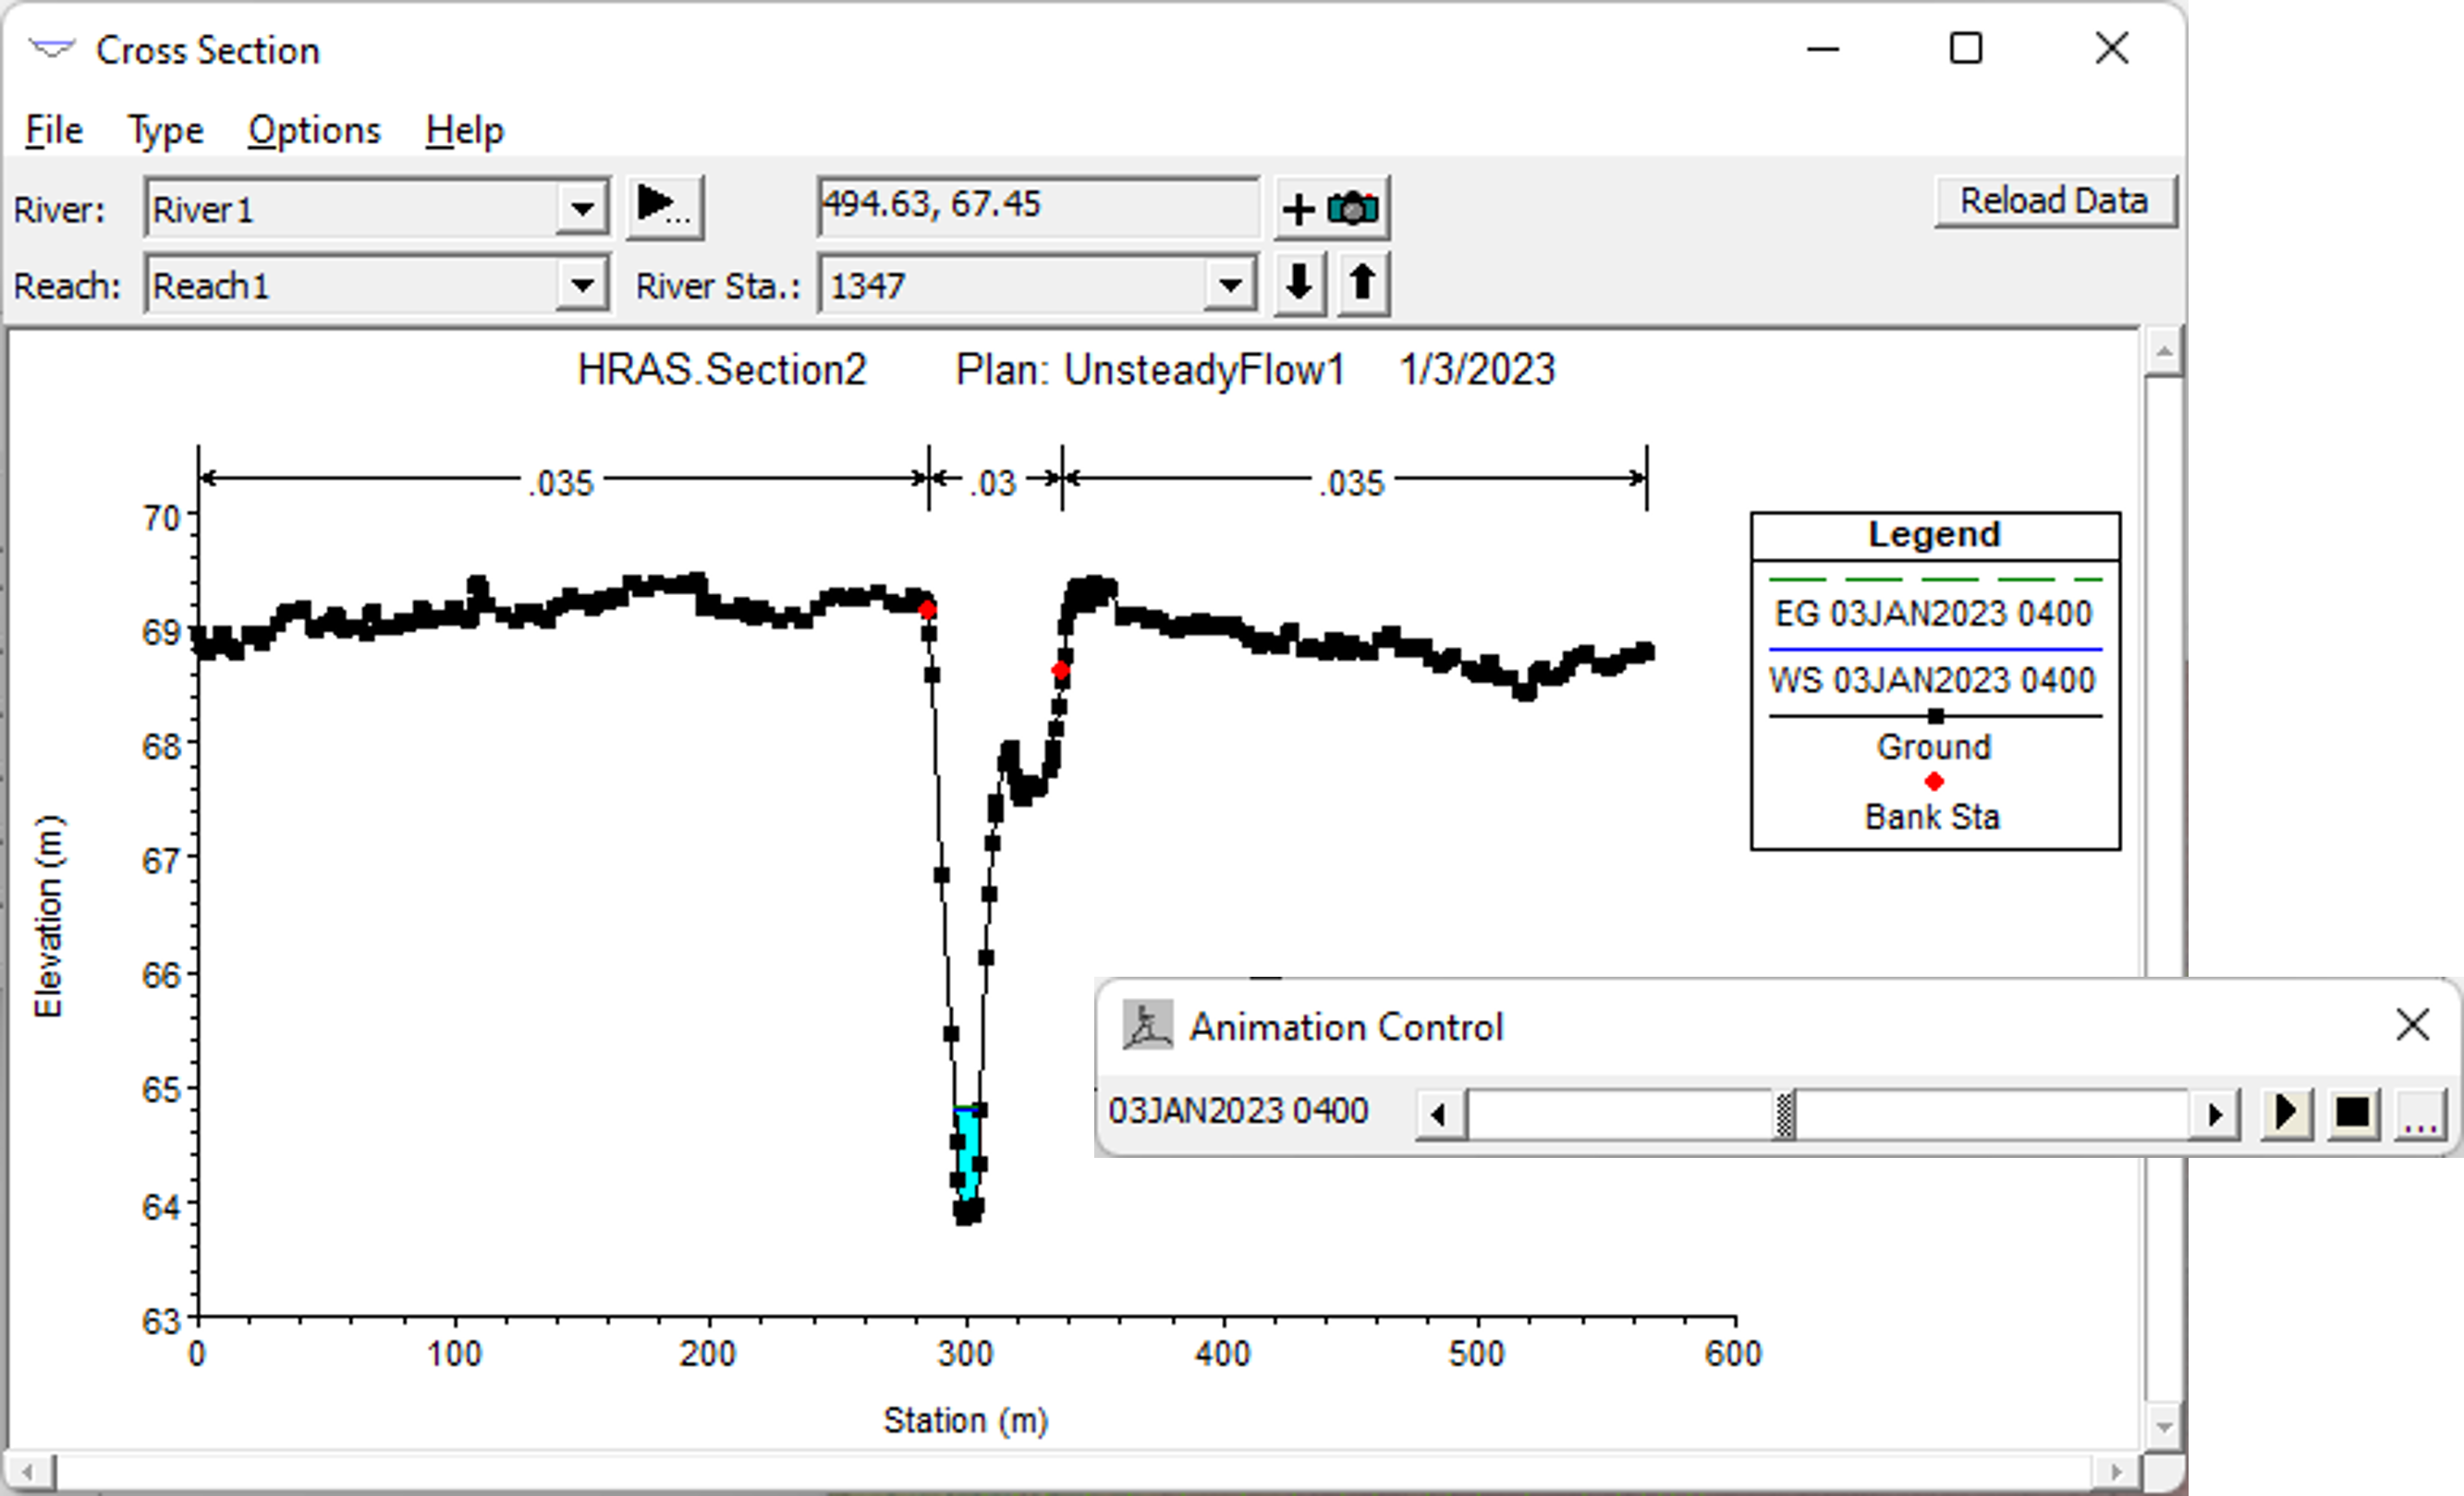 Cross Section
File Type Options Help
River: River1 ... 494.63, 67.45 + Reload Data
Reach: Reach1 River Sta.: 1347
HRAS.Section2 Plan: UnsteadyFlow1 1/3/2023
.035 .03 .035
70
69
68
67
66
65
64
63
Elevation (m)
0 100 200 300 400 500 600
Station (m)
Legend
EG 03JAN2023 0400
WS 03JAN2023 0400
Ground
Bank Sta
Animation Control
03JAN2023 0400 ...